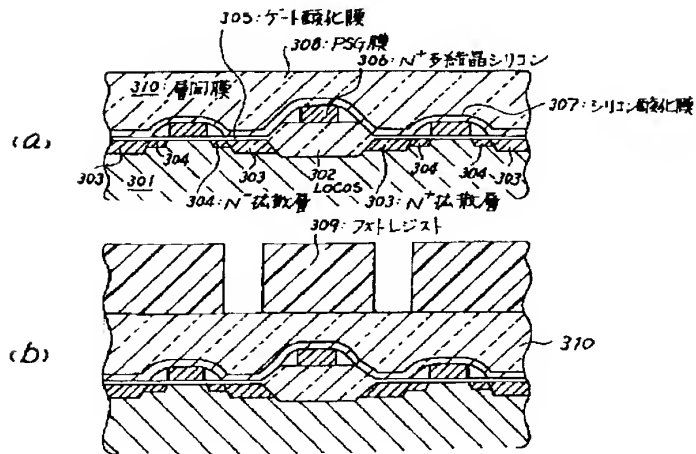 305:ゲート酸化膜
308:PSG膜
306:N⁺多結晶シリコン
310:層間膜
307:シリコン酸化膜
(a)
303
304
304
304
303
301
303
302
LOCOS
304:N⁻拡散層
303:N⁺拡散層
309:フォトレジスト
(b)
310